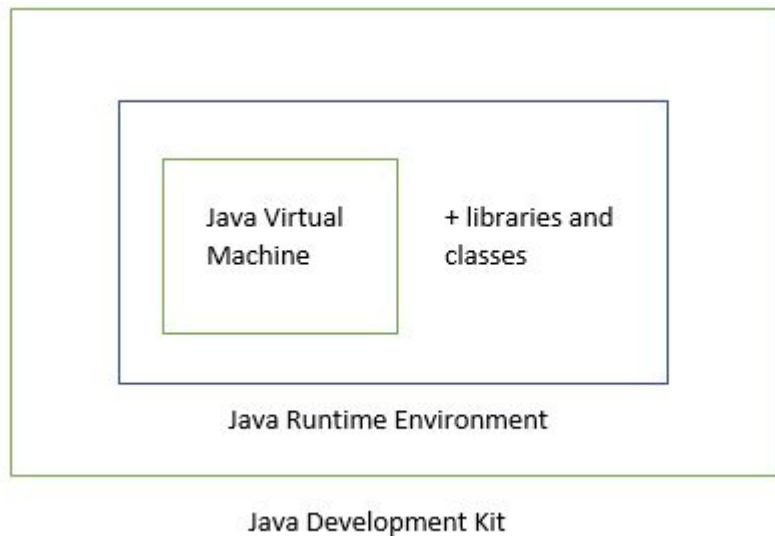 Java Virtual
Machine
+ libraries and
classes
Java Runtime Environment
Java Development Kit